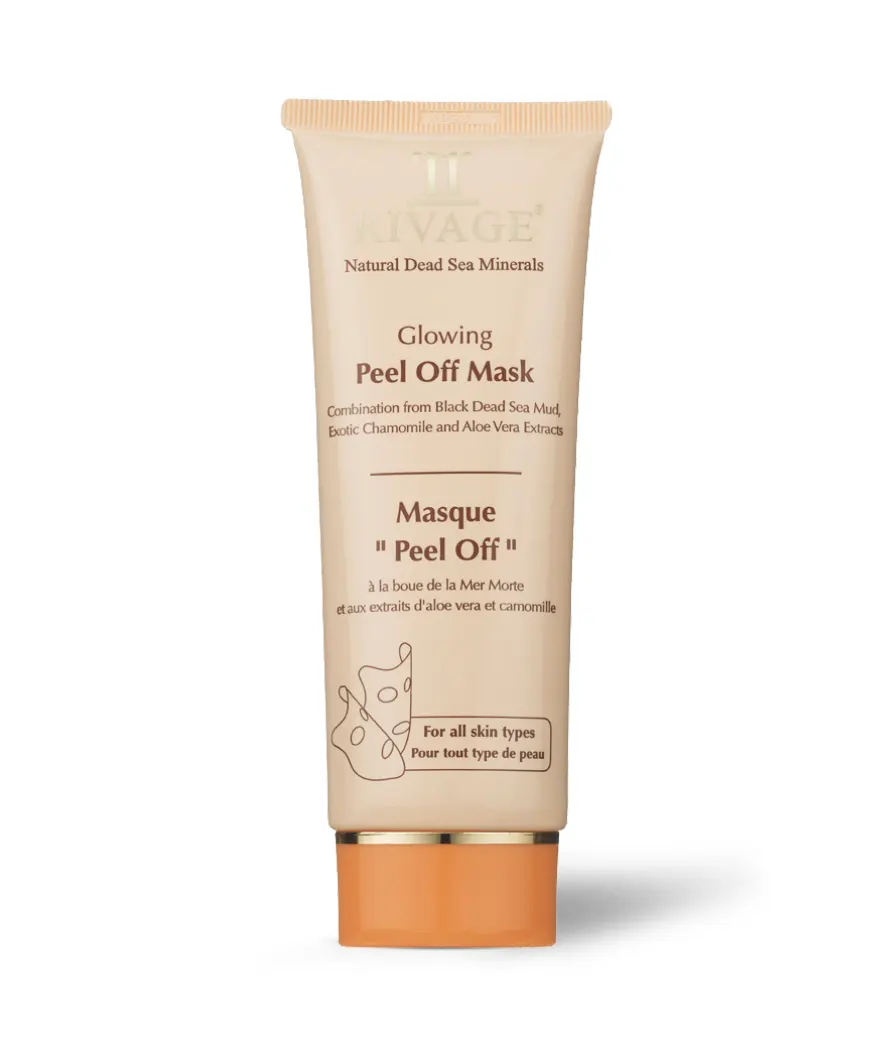 RIVAGE
Natural Dead Sea Minerals
Glowing
Peel Off Mask
Combination from Black Dead Sea Mud,
Exotic Chamomile and Aloe Vera Extracts
Masque
" Peel Off "
à la boue de la Mer Morte
et aux extraits d'aloe vera et camomille
For all skin types
Pour tout type de peau